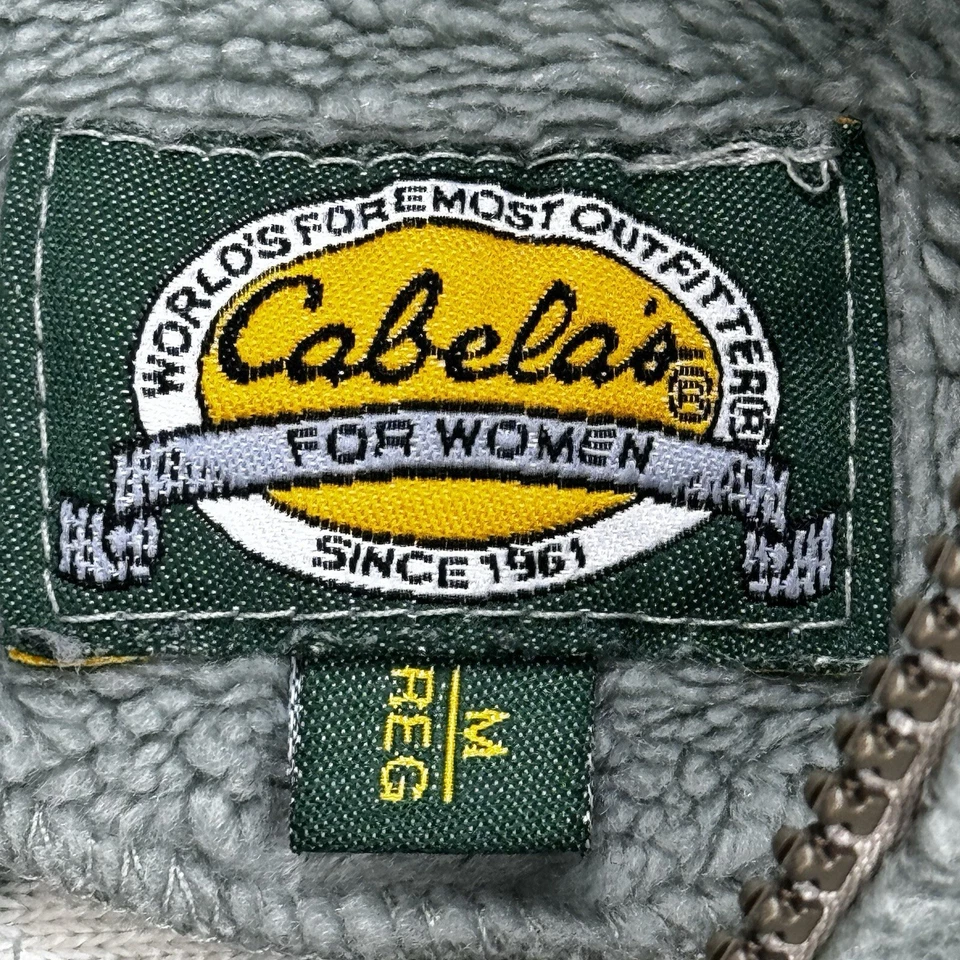 WORLD'S FOREMOST OUTFITTER®
Cabela's®
FOR WOMEN
SINCE 1961
M
REG